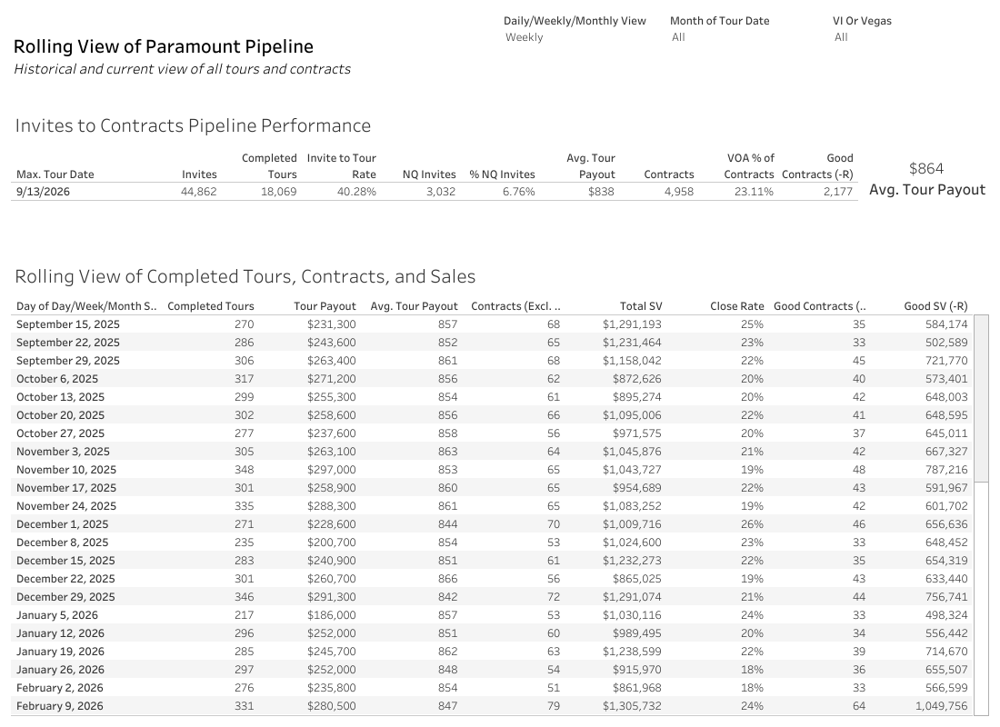 Daily/Weekly/Monthly View Month of Tour Date VI Or Vegas
Weekly All All
Rolling View of Paramount Pipeline
Historical and current view of all tours and contracts
Invites to Contracts Pipeline Performance
Completed Invite to Tour Avg. Tour VOA % of Good
Max. Tour Date Invites Tours Rate NQ Invites % NQ Invites Payout Contracts Contracts Contracts (-R)
9/13/2026 44,862 18,069 40.28% 3,032 6.76% $838 4,958 23.11% 2,177
$864
Avg. Tour Payout
Rolling View of Completed Tours, Contracts, and Sales
Day of Day/Week/Month S.. Completed Tours Tour Payout Avg. Tour Payout Contracts (Excl. .. Total SV Close Rate Good Contracts (.. Good SV (-R)
September 15, 2025 270 $231,300 857 68 $1,291,193 25% 35 584,174
September 22, 2025 286 $243,600 852 65 $1,231,464 23% 33 502,589
September 29, 2025 306 $263,400 861 68 $1,158,042 22% 45 721,770
October 6, 2025 317 $271,200 856 62 $872,626 20% 40 573,401
October 13, 2025 299 $255,300 854 61 $895,274 20% 42 648,003
October 20, 2025 302 $258,600 856 66 $1,095,006 22% 41 648,595
October 27, 2025 277 $237,600 858 56 $971,575 20% 37 645,011
November 3, 2025 305 $263,100 863 64 $1,045,876 21% 42 667,327
November 10, 2025 348 $297,000 853 65 $1,043,727 19% 48 787,216
November 17, 2025 301 $258,900 860 65 $954,689 22% 43 591,967
November 24, 2025 335 $288,300 861 65 $1,083,252 19% 42 601,702
December 1, 2025 271 $228,600 844 70 $1,009,716 26% 46 656,636
December 8, 2025 235 $200,700 854 53 $1,024,600 23% 33 648,452
December 15, 2025 283 $240,900 851 61 $1,232,273 22% 35 654,319
December 22, 2025 301 $260,700 866 56 $865,025 19% 43 633,440
December 29, 2025 346 $291,300 842 72 $1,291,074 21% 44 756,741
January 5, 2026 217 $186,000 857 53 $1,030,116 24% 33 498,324
January 12, 2026 296 $252,000 851 60 $989,495 20% 34 556,442
January 19, 2026 285 $245,700 862 63 $1,238,599 22% 39 714,670
January 26, 2026 297 $252,000 848 54 $915,970 18% 36 655,507
February 2, 2026 276 $235,800 854 51 $861,968 18% 33 566,599
February 9, 2026 331 $280,500 847 79 $1,305,732 24% 64 1,049,756